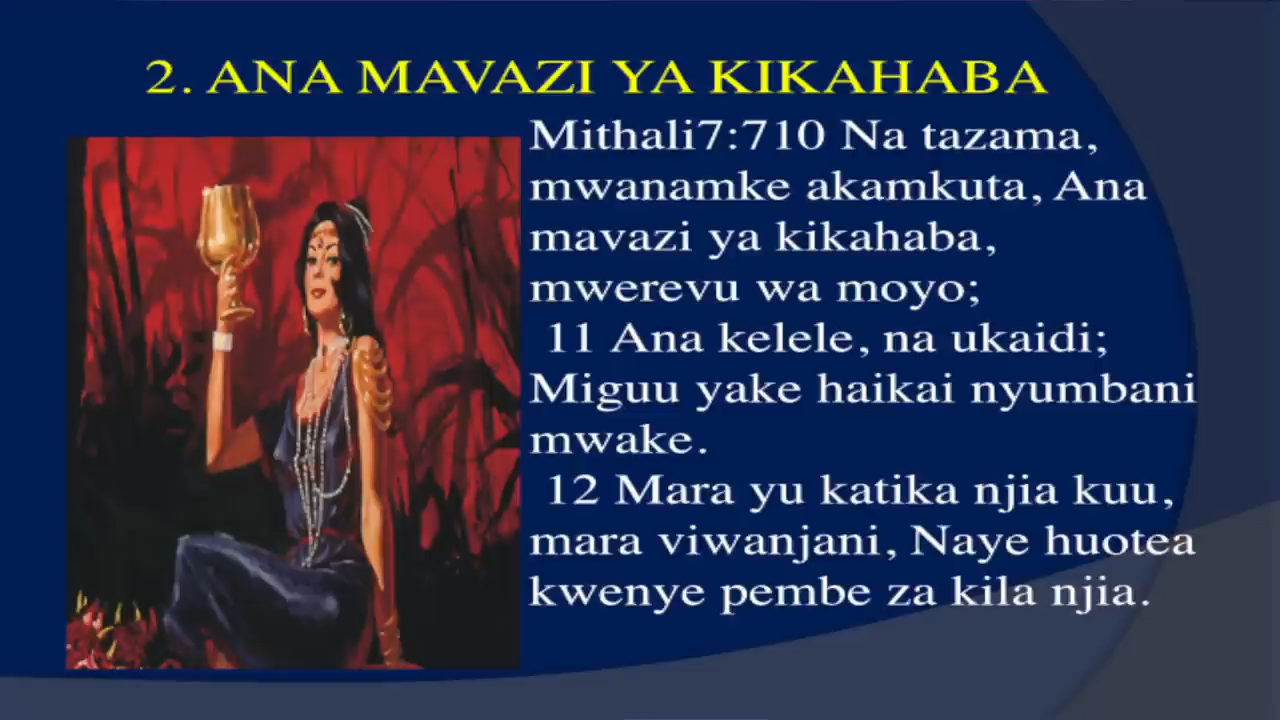 2. ANA MAVAZI YA KIKAHABA
Mithali7:710 Na tazama,
mwanamke akamkuta, Ana
mavazi ya kikahaba,
mwerevu wa moyo;
11 Ana kelele, na ukaidi;
Miguu yake haikai nyumbani
mwake.
12 Mara yu katika njia kuu,
mara viwanjani, Naye huotea
kwenye pembe za kila njia.